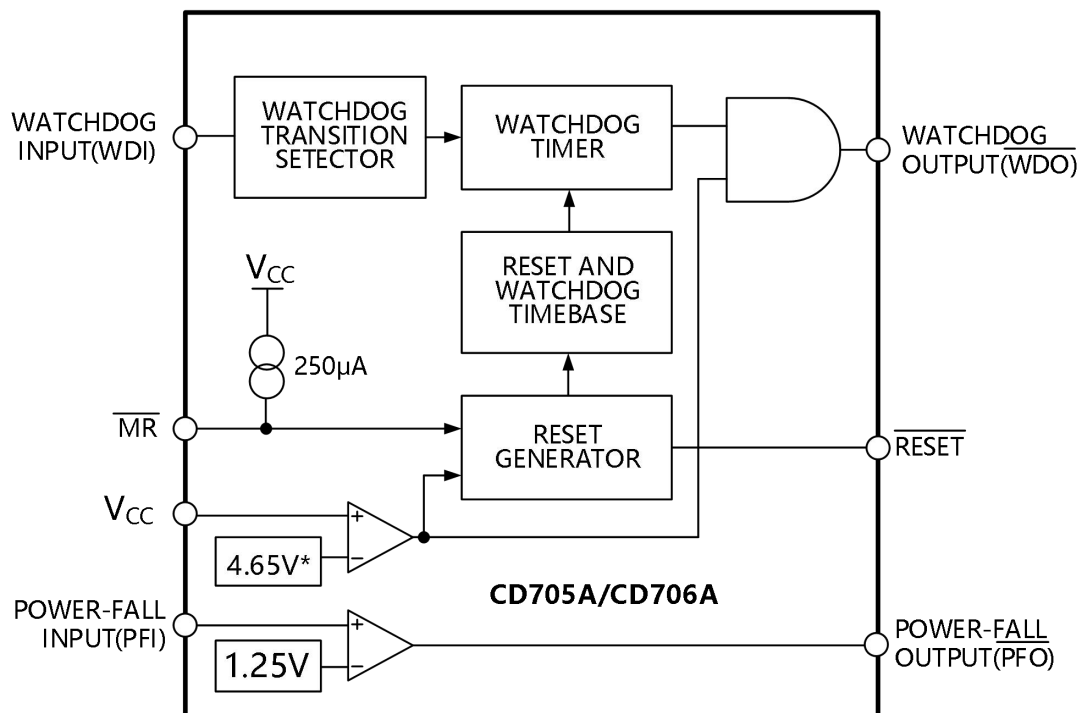 WATCHDOG
INPUT(WDI)
WATCHDOG
TRANSITION
SETECTOR
WATCHDOG
TIMER
WATCHDOG
OUTPUT(WDO)
RESET AND
WATCHDOG
TIMEBASE
VCC
250μA
MR
RESET
GENERATOR
RESET
VCC
4.65V*
CD705A/CD706A
POWER-FALL
INPUT(PFI)
1.25V
POWER-FALL
OUTPUT(PFO)